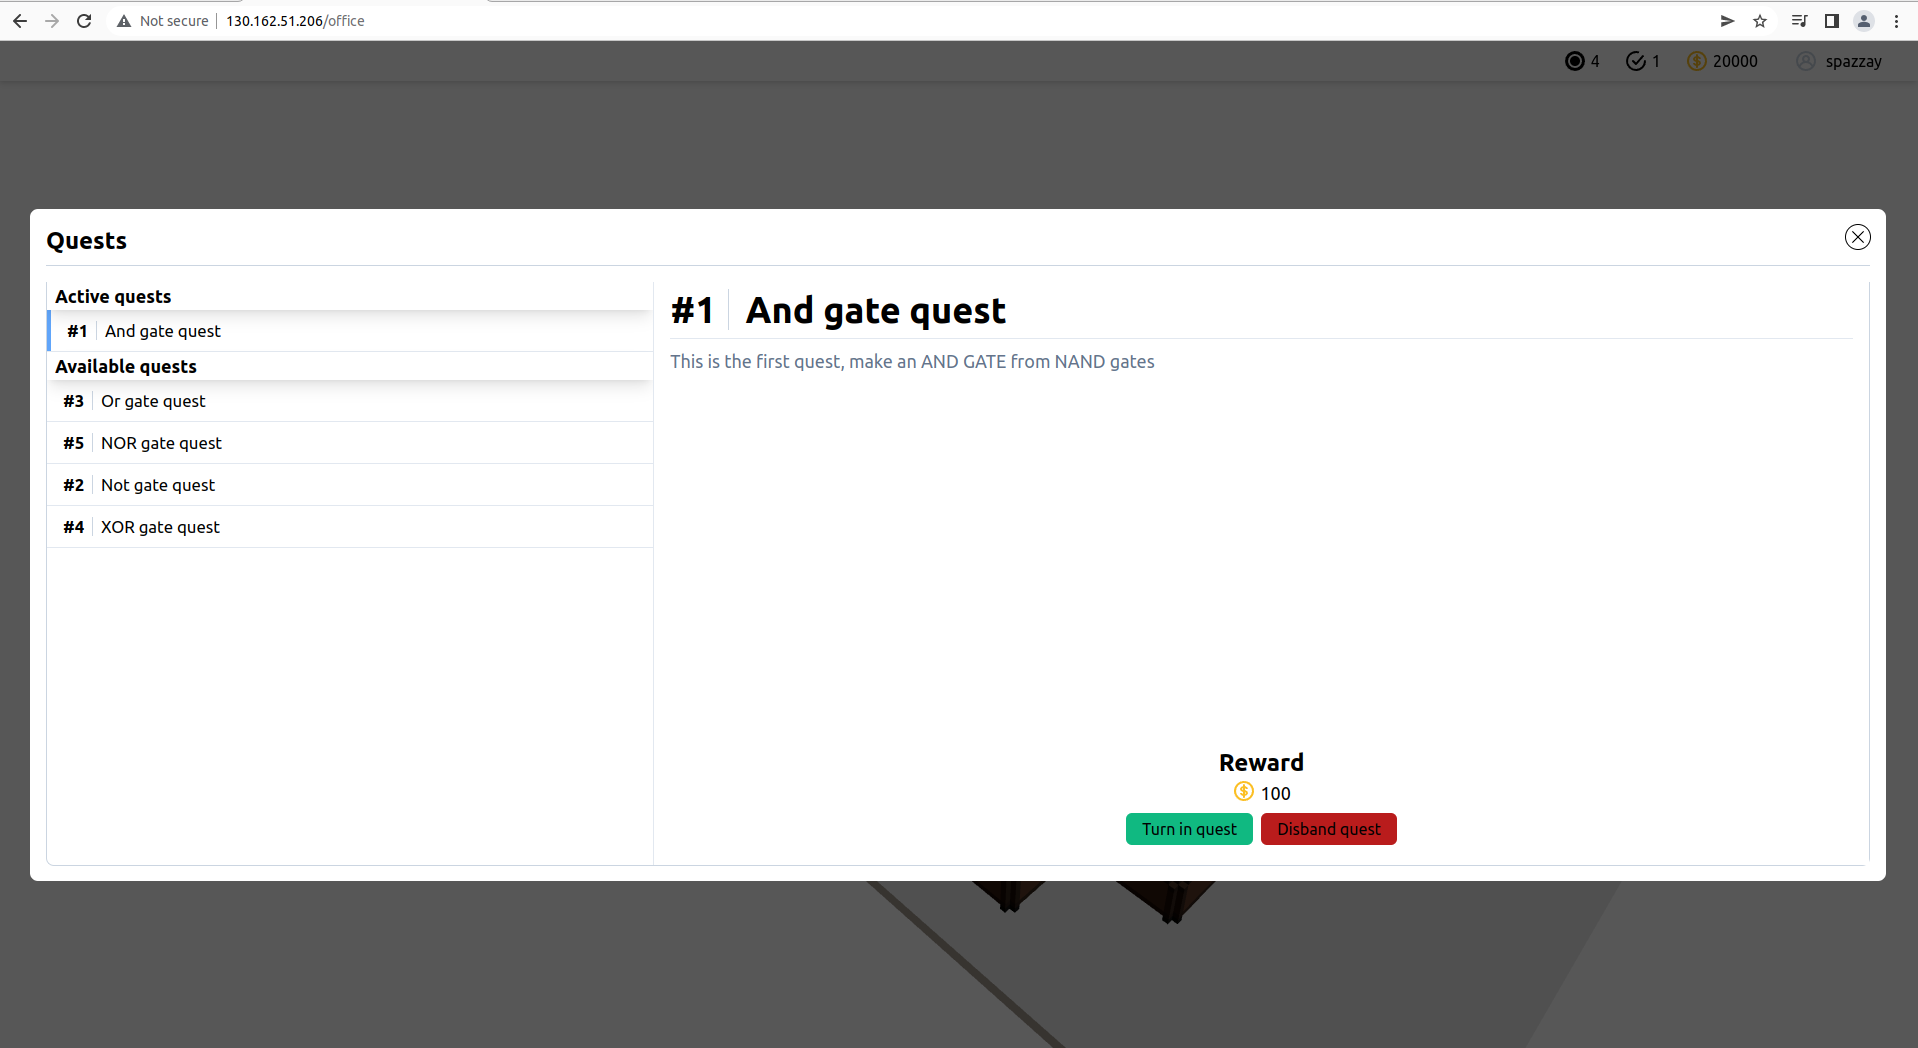 Not secure 130.162.51.206/office
4 1 20000 spazzay
Quests
Active quests
#1 And gate quest
Available quests
#3 Or gate quest
#5 NOR gate quest
#2 Not gate quest
#4 XOR gate quest
#1 And gate quest
This is the first quest, make an AND GATE from NAND gates
Reward
100
Turn in quest Disband quest